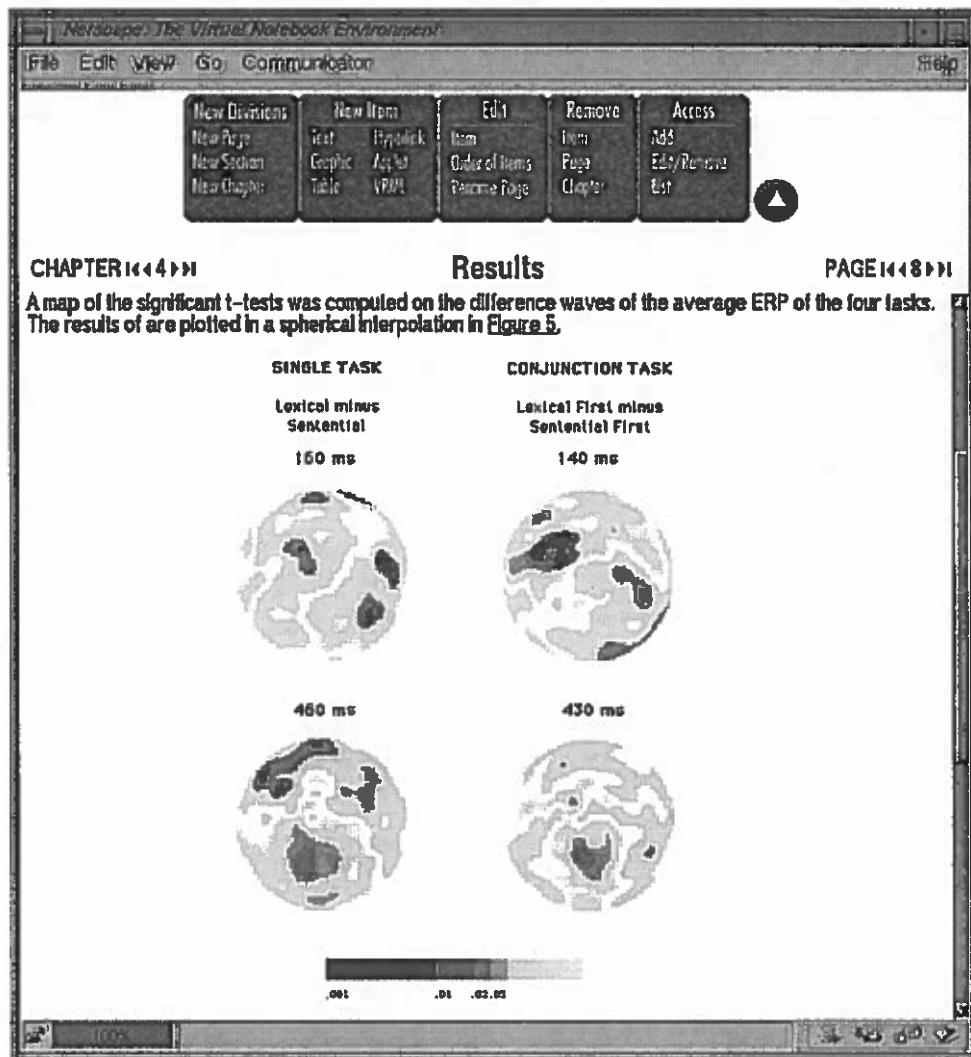 Netscape: The Virtual Notebook Environment
File Edit View Go Communicator Help
New Divisions New Item Edit Remove Access
New Page Text Hyperlink Item Item Add
New Section Graphic Applet Order of Items Page Edit/Remove
New Chapter Table VRML Rename Page Chapter List
CHAPTER 4 Results PAGE 8
A map of the significant t-tests was computed on the difference waves of the average ERP of the four tasks.
The results of are plotted in a spherical interpolation in Figure 5.
SINGLE TASK CONJUNCTION TASK
Lexical minus Lexical First minus
Sentential Sentential First
160 ms 140 ms
460 ms 430 ms
.001 .01 .02 .05
100%